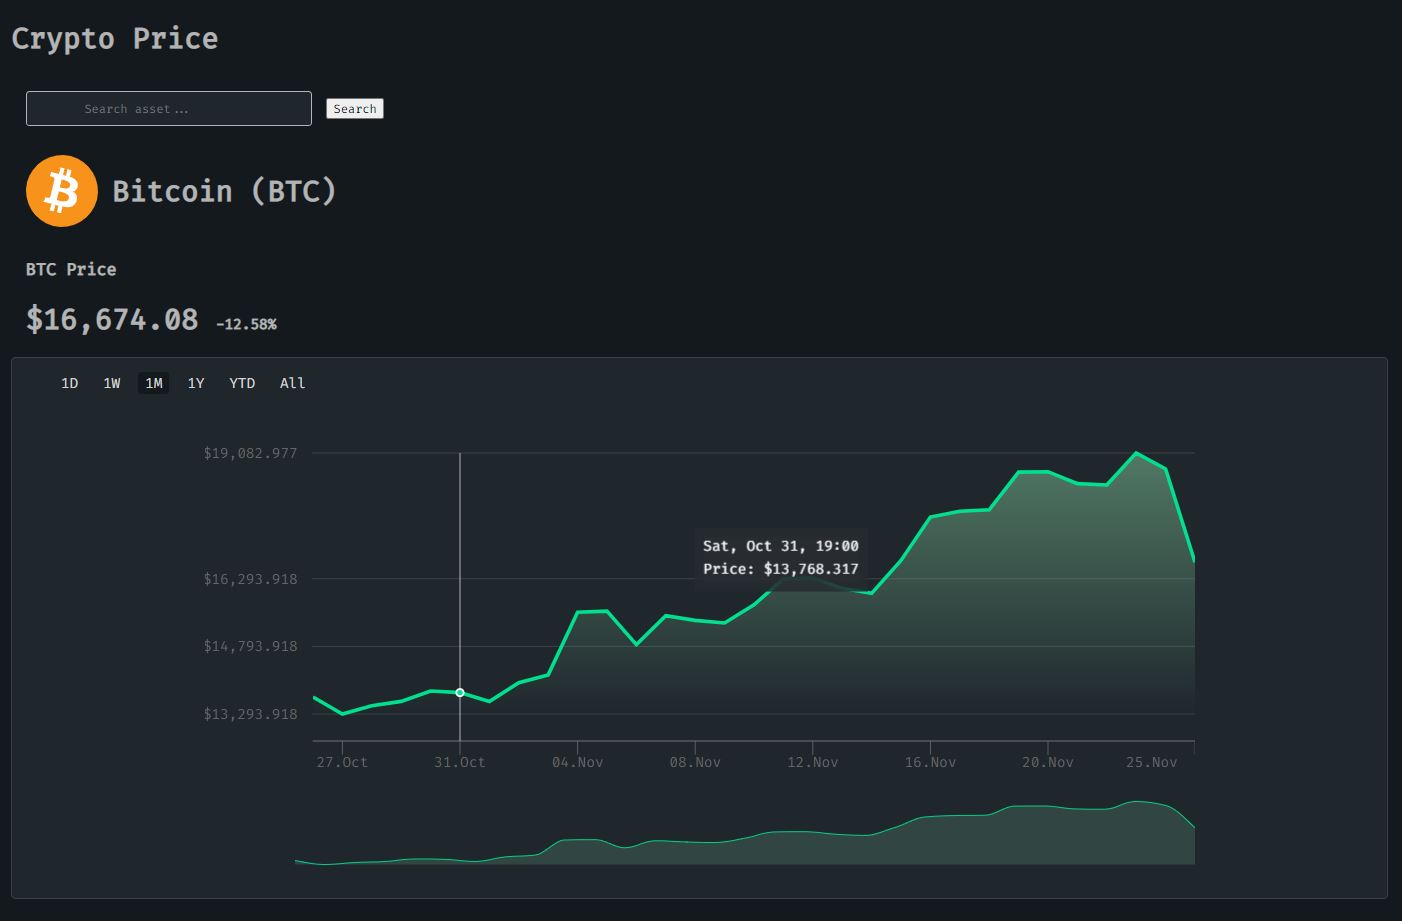 Crypto Price
Search asset...
Search
Bitcoin (BTC)
BTC Price
$16,674.08 -12.58%
1D 1W 1M 1Y YTD All
$19,082.977
Sat, Oct 31, 19:00
Price: $13,768.317
$16,293.918
$14,793.918
$13,293.918
27.Oct 31.Oct 04.Nov 08.Nov 12.Nov 16.Nov 20.Nov 25.Nov